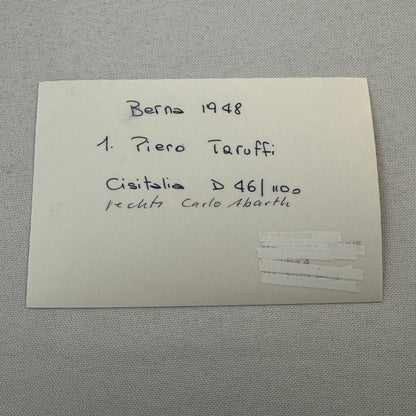 Berna 1948
1. Piero Taruffi
Cisitalia D 46/1100
rechts Carlo Abarth